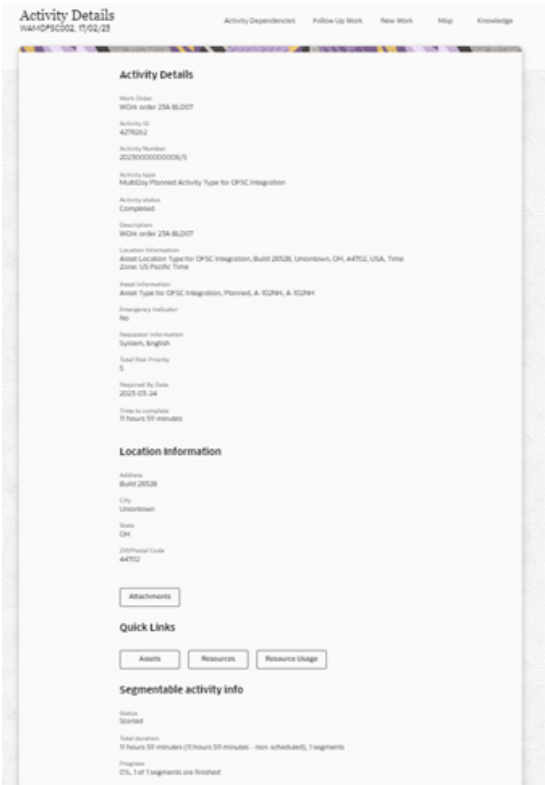 Activity Details
WAMOFSC002, 17/02/23
Activity Dependencies Follow Up Work New Work Map Knowledge
Activity Details
Work Order
WOrk order 23A BLD07
Activity ID
4278262
Activity Number
Activity type
MultiDay Planned Activity Type for OFSC Integration
Activity status
Completed
Description
WOrk order 23A BLD07
Location Information
Asset Location Type for OFSC Integration, Build 2852B, Uniontown, OH, 44702, USA, Time
Zone: US Pacific Time
Asset Information
Asset Type for OFSC Integration, Planned, A-102NH, A-102NH
Emergency Indicator
No
Requestor Information
System, English
Total Risk Priority
5
Required By Date
2023-03-24
Time to complete
11 hours 59 minutes
Location Information
Address
Build 2852B
City
Uniontown
State
OH
ZIP/Postal Code
44702
Attachments
Quick Links
Assets Resources Resource Usage
Segmentable activity info
Status
Started
Total duration
11 hours 59 minutes (11 hours 59 minutes - non-scheduled), 1 segments
Progress
0%, 1 of 1 segments are finished